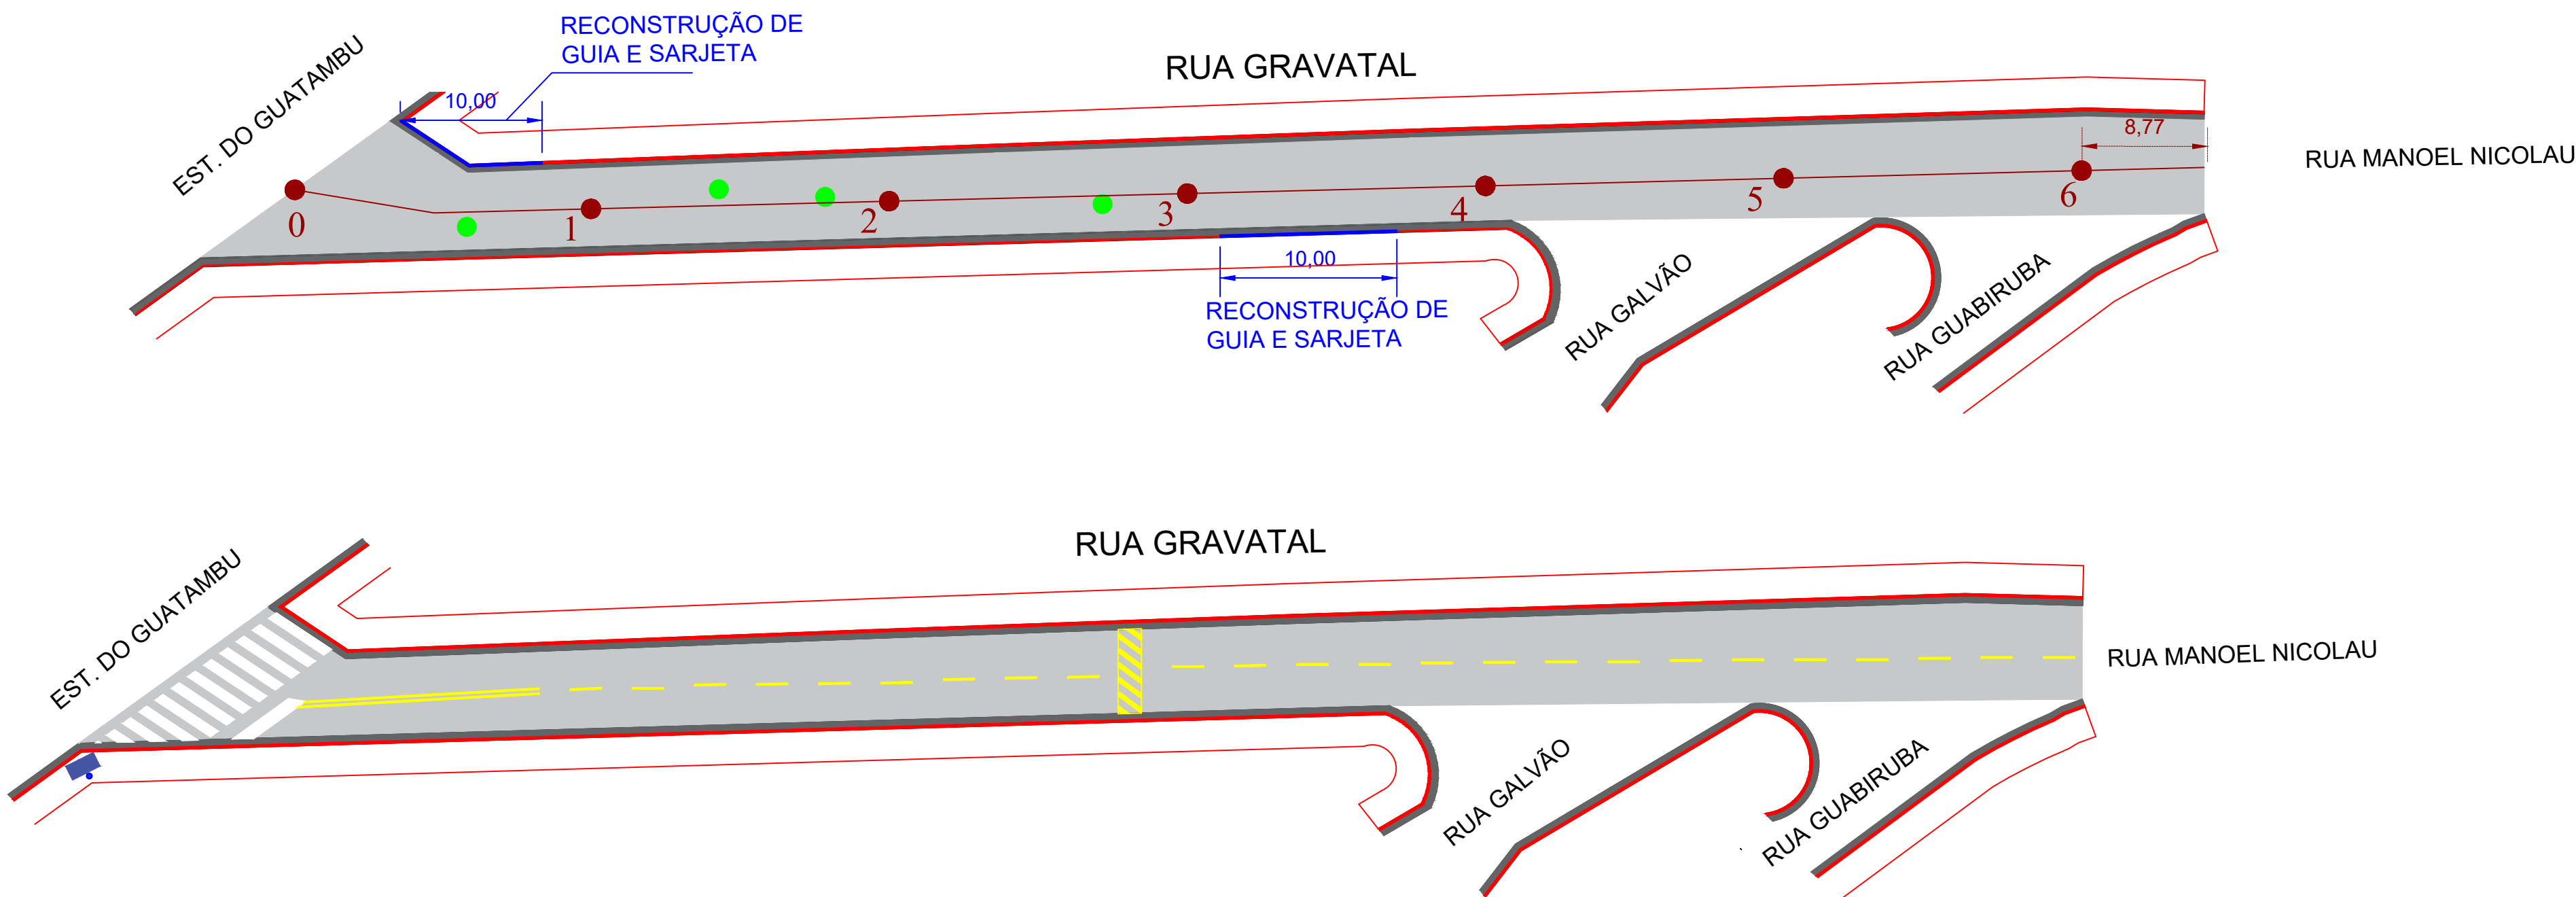 RECONSTRUÇÃO DE
GUIA E SARJETA
EST. DO GUATAMBU
10,00
RUA GRAVATAL
8,77
RUA MANOEL NICOLAU
0
1
2
3
4
5
6
10,00
RECONSTRUÇÃO DE
GUIA E SARJETA
RUA GALVÃO
RUA GUABIRUBA
RUA GRAVATAL
EST. DO GUATAMBU
RUA MANOEL NICOLAU
RUA GALVÃO
RUA GUABIRUBA